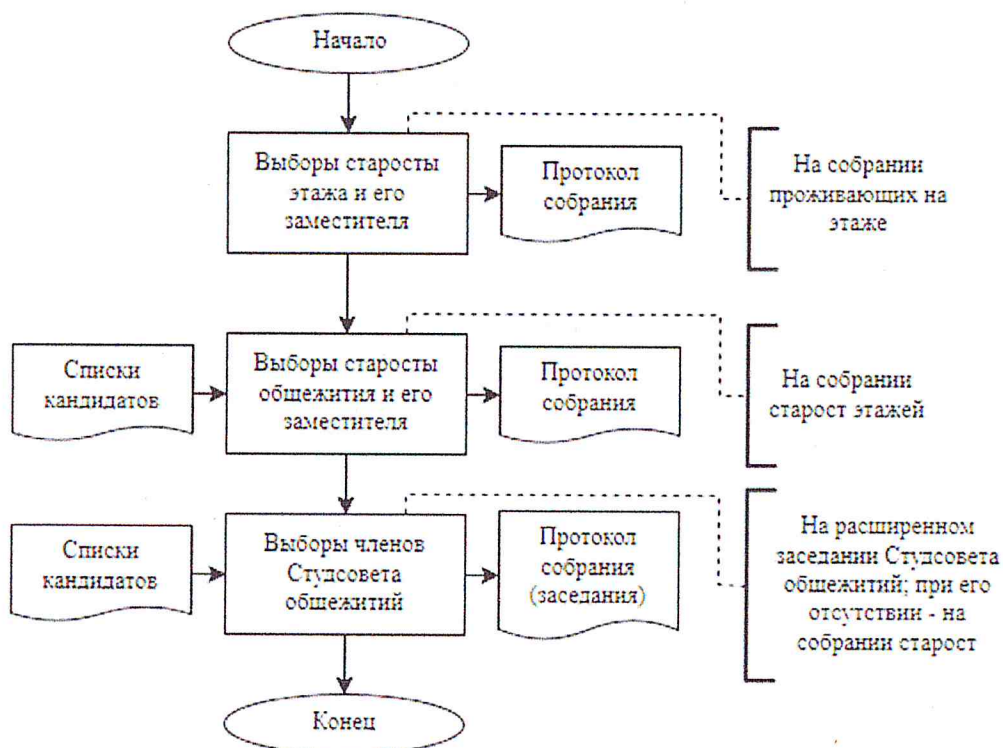 Начало
Выборы старосты
этажа и его
заместителя
Протокол
собрания
На собрании
проживающих на
этаже
Списки
кандидатов
Выборы старосты
общежития и его
заместителя
Протокол
собрания
На собрании
старост этажей
Списки
кандидатов
Выборы членов
Студсовета
общежитий
Протокол
собрания
(заседания)
На расширенном
заседании Студсовета
общежитий; при его
отсутствии - на
собрании старост
Конец